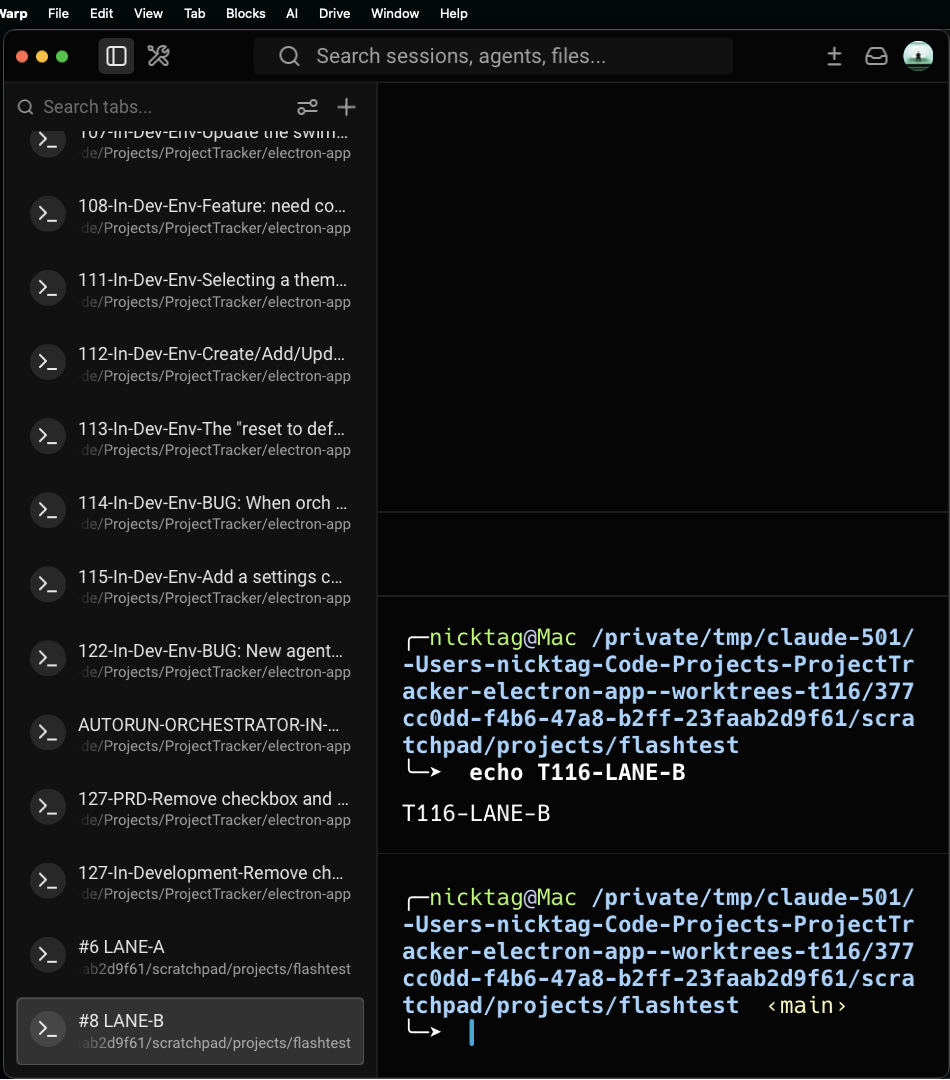 Warp File Edit View Tab Blocks AI Drive Window Help
Search sessions, agents, files...
Search tabs...
107-In-Dev-Env-Update the swim...
de/Projects/ProjectTracker/electron-app
108-In-Dev-Env-Feature: need co...
de/Projects/ProjectTracker/electron-app
111-In-Dev-Env-Selecting a them...
de/Projects/ProjectTracker/electron-app
112-In-Dev-Env-Create/Add/Upd...
de/Projects/ProjectTracker/electron-app
113-In-Dev-Env-The "reset to def...
de/Projects/ProjectTracker/electron-app
114-In-Dev-Env-BUG: When orch ...
de/Projects/ProjectTracker/electron-app
115-In-Dev-Env-Add a settings c...
de/Projects/ProjectTracker/electron-app
122-In-Dev-Env-BUG: New agent...
de/Projects/ProjectTracker/electron-app
AUTORUN-ORCHESTRATOR-IN-...
de/Projects/ProjectTracker/electron-app
127-PRD-Remove checkbox and ...
de/Projects/ProjectTracker/electron-app
127-In-Development-Remove ch...
de/Projects/ProjectTracker/electron-app
#6 LANE-A
ab2d9f61/scratchpad/projects/flashtest
#8 LANE-B
ab2d9f61/scratchpad/projects/flashtest
nicktag@Mac /private/tmp/claude-501/
-Users-nicktag-Code-Projects-ProjectTr
acker-electron-app--worktrees-t116/377
cc0dd-f4b6-47a8-b2ff-23faab2d9f61/scra
tchpad/projects/flashtest
echo T116-LANE-B
T116-LANE-B
nicktag@Mac /private/tmp/claude-501/
-Users-nicktag-Code-Projects-ProjectTr
acker-electron-app--worktrees-t116/377
cc0dd-f4b6-47a8-b2ff-23faab2d9f61/scra
tchpad/projects/flashtest ‹main›